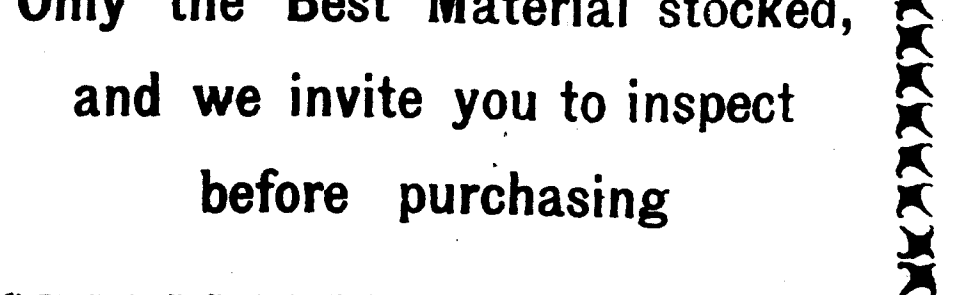 Only the Best Material stocked,
and we invite you to inspect
before purchasing